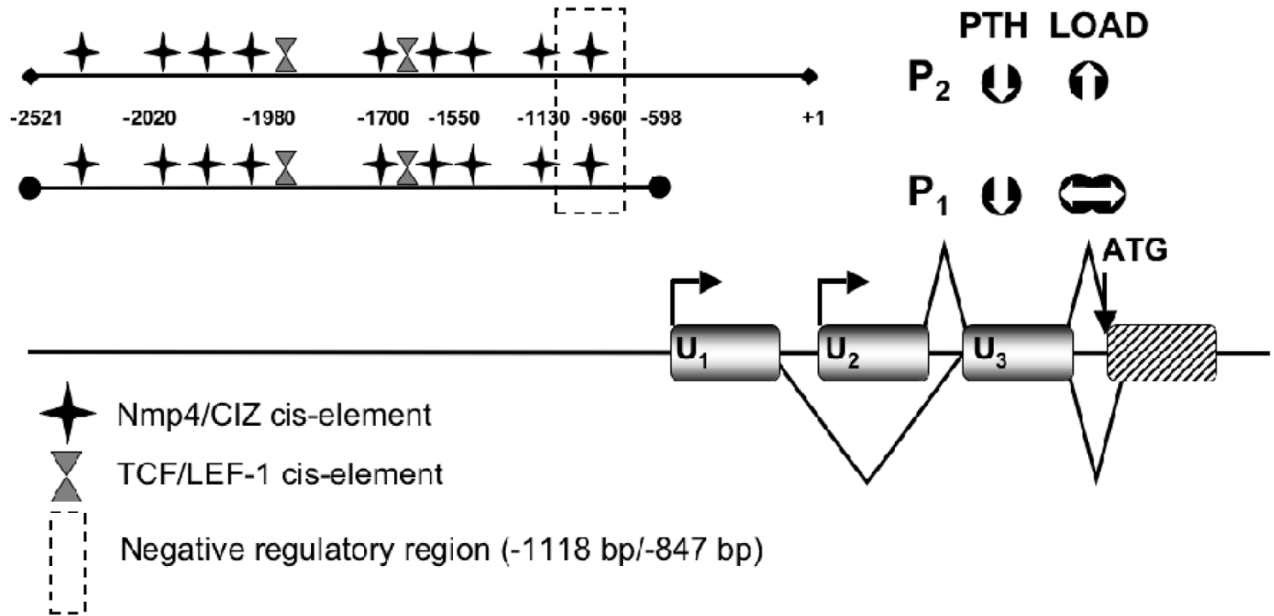 PTH LOAD
P2
-2521 -2020 -1980 -1700 -1550 -1130 -960 -598 +1
P1
ATG
U1 U2 U3
Nmp4/CIZ cis-element
TCF/LEF-1 cis-element
Negative regulatory region (-1118 bp/-847 bp)